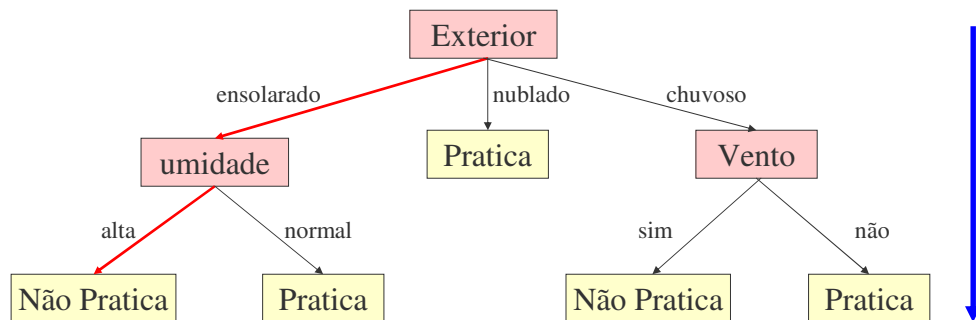 Exterior
ensolarado
nublado
chuvoso
umidade
Pratica
Vento
alta
normal
sim
não
Não Pratica
Pratica
Não Pratica
Pratica